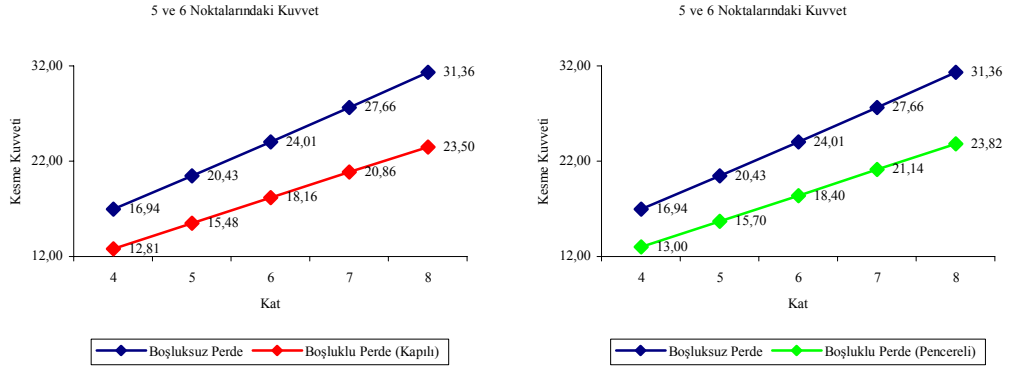 5 ve 6 Noktalarındaki Kuvvet
32,00
22,00
12,00
Kesme Kuvveti
31,36
27,66
24,01
20,43
16,94
23,50
20,86
18,16
15,48
12,81
4 5 6 7 8
Kat
Boşluksuz Perde Boşluklu Perde (Kapılı)
5 ve 6 Noktalarındaki Kuvvet
32,00
22,00
12,00
Kesme Kuvveti
31,36
27,66
24,01
20,43
16,94
23,82
21,14
18,40
15,70
13,00
4 5 6 7 8
Kat
Boşluksuz Perde Boşluklu Perde (Pencereli)